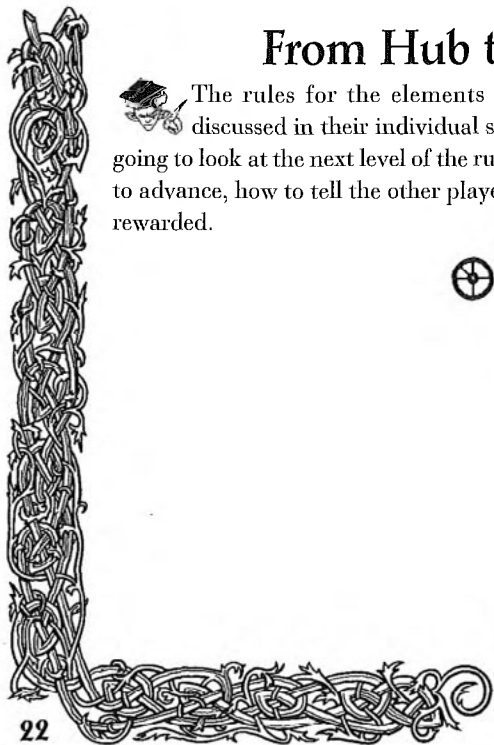 From Hub t
The rules for the elements
discussed in their individual s
going to look at the next level of the ru
to advance, how to tell the other playe
rewarded.
22